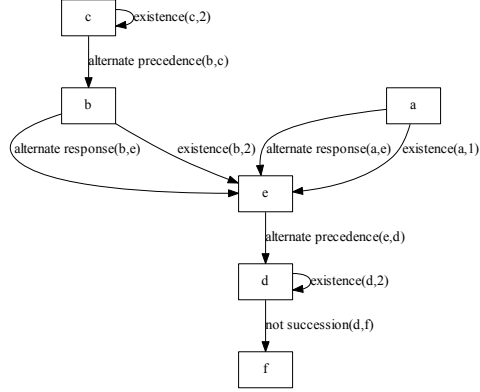 c
existence(c,2)
alternate precedence(b,c)
b
a
alternate response(b,e)
existence(b,2)
alternate response(a,e)
existence(a,1)
e
alternate precedence(e,d)
d
existence(d,2)
not succession(d,f)
f